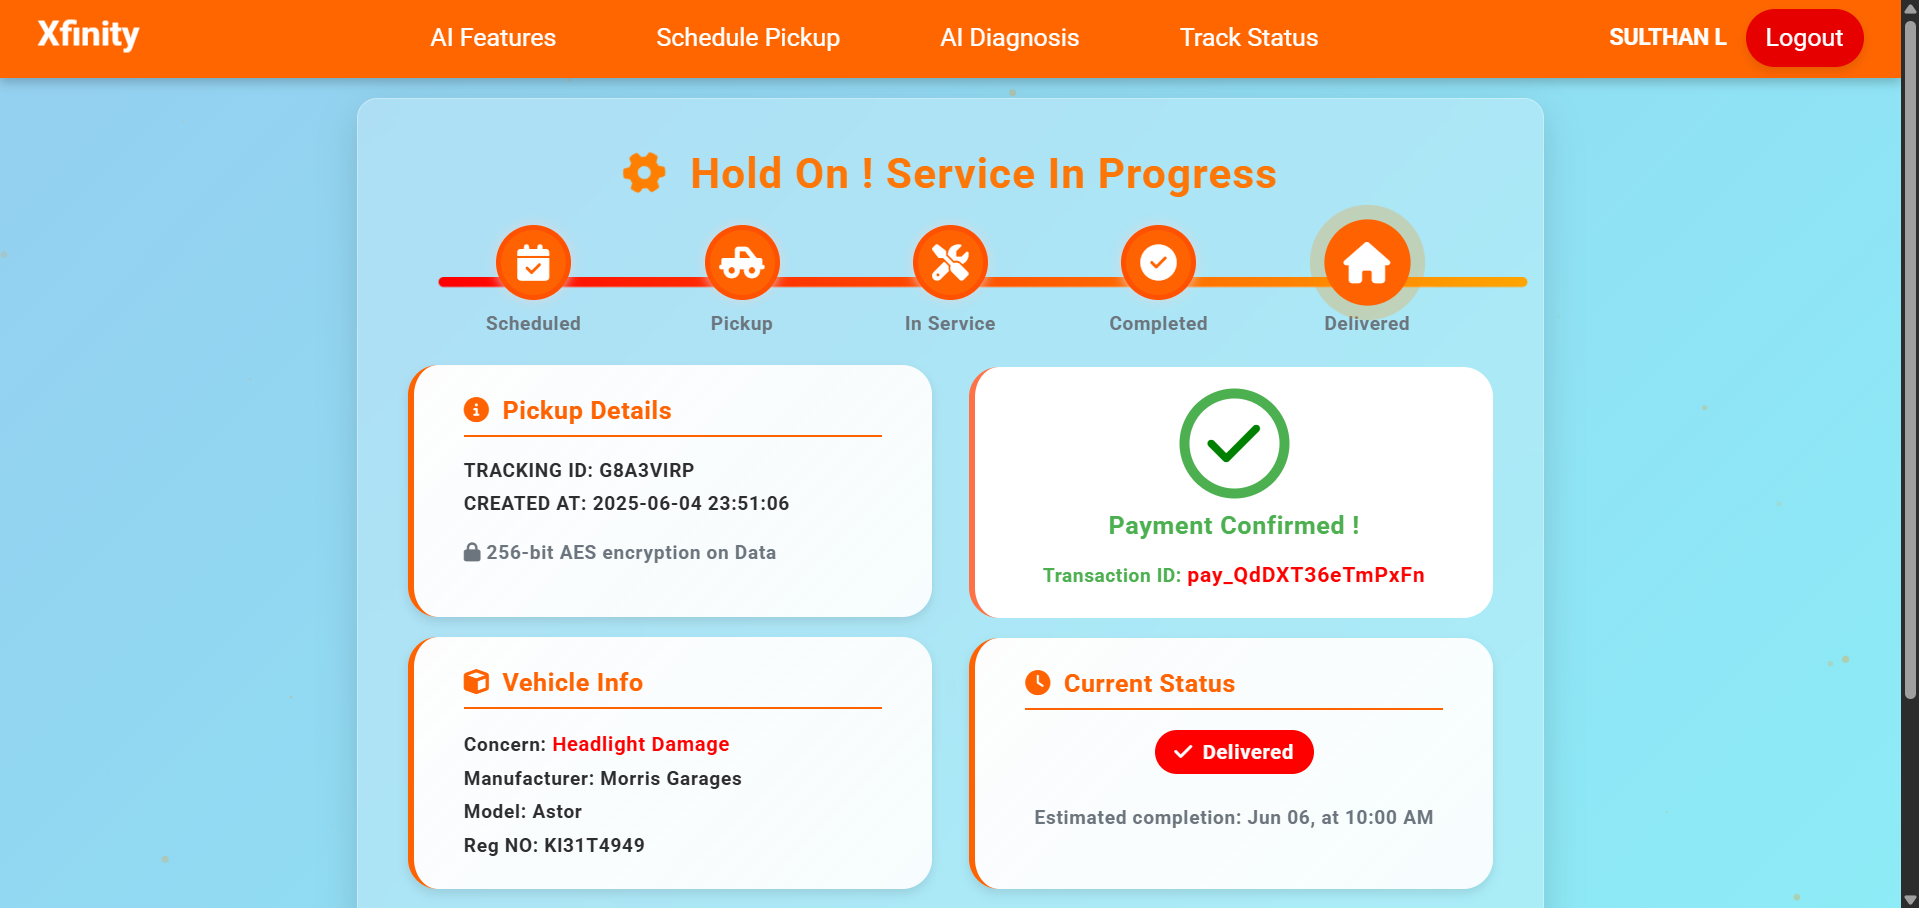 Xfinity
AI Features
Schedule Pickup
AI Diagnosis
Track Status
SULTHAN L
Logout
Hold On ! Service In Progress
Scheduled
Pickup
In Service
Completed
Delivered
Pickup Details
TRACKING ID: G8A3VIRP
CREATED AT: 2025-06-04 23:51:06
256-bit AES encryption on Data
Payment Confirmed !
Transaction ID: pay_QdDXT36eTmPxFn
Vehicle Info
Concern: Headlight Damage
Manufacturer: Morris Garages
Model: Astor
Reg NO: Kl31T4949
Current Status
Delivered
Estimated completion: Jun 06, at 10:00 AM